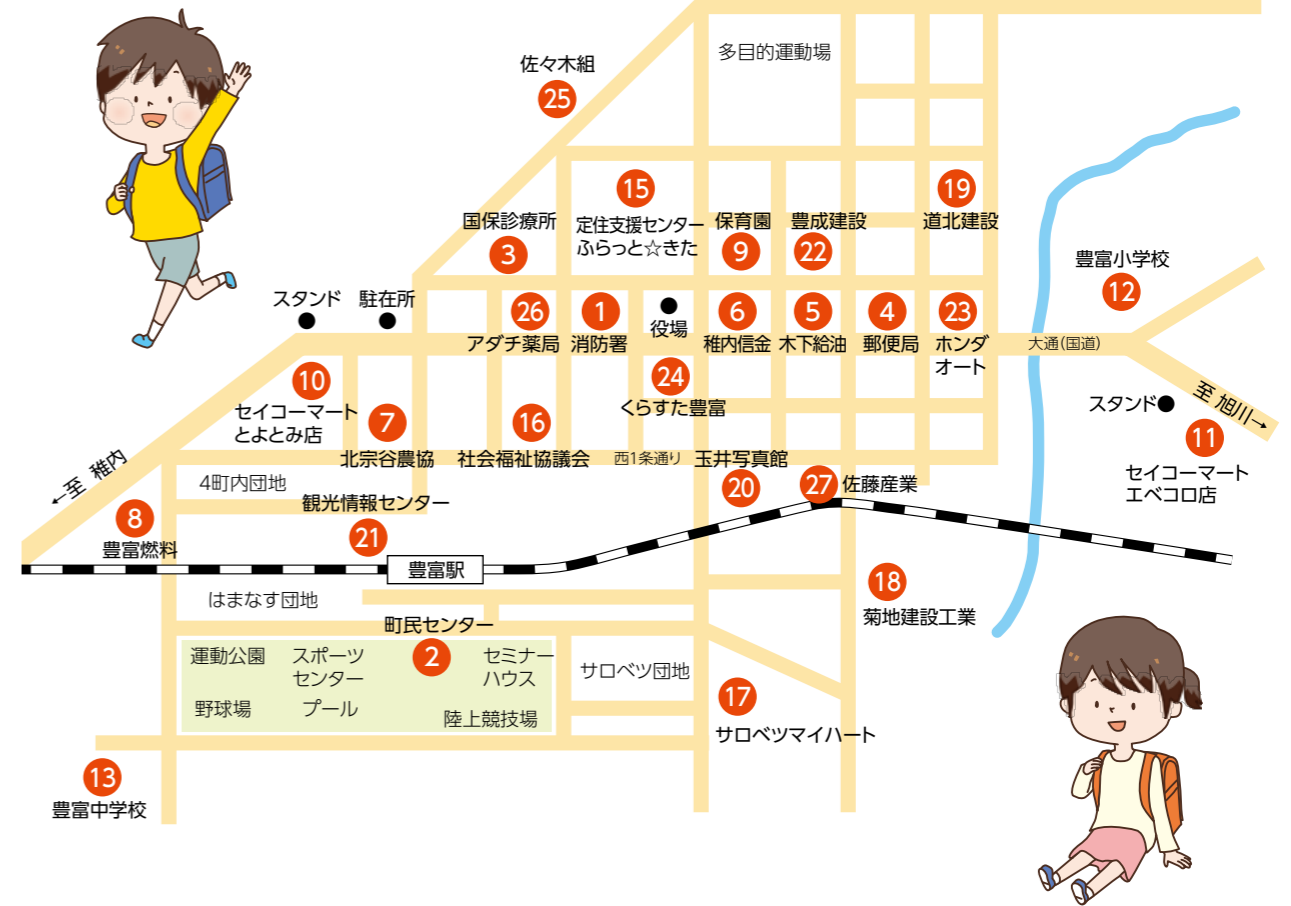 多目的運動場
佐々木組
25
15
定住支援センター
ふらっと☆きた
国保診療所
3
保育園
9
豊成建設
22
19
道北建設
豊富小学校
12
スタンド
駐在所
26
アダチ薬局
1
消防署
役場
6
稚内信金
5
木下給油
4
郵便局
23
ホンダ
オート
大通(国道)
10
セイコーマート
とよとみ店
7
北宗谷農協
16
社会福祉協議会
24
くらすた豊富
西1条通り
玉井写真館
20
27
佐藤産業
スタンド
至 旭川→
11
セイコーマート
エベコロ店
←至 稚内
4町内団地
観光情報センター
21
8
豊富燃料
豊富駅
はまなす団地
町民センター
2
18
菊地建設工業
運動公園
スポーツ
センター
セミナー
ハウス
野球場
プール
陸上競技場
サロベツ団地
17
サロベツマイハート
13
豊富中学校